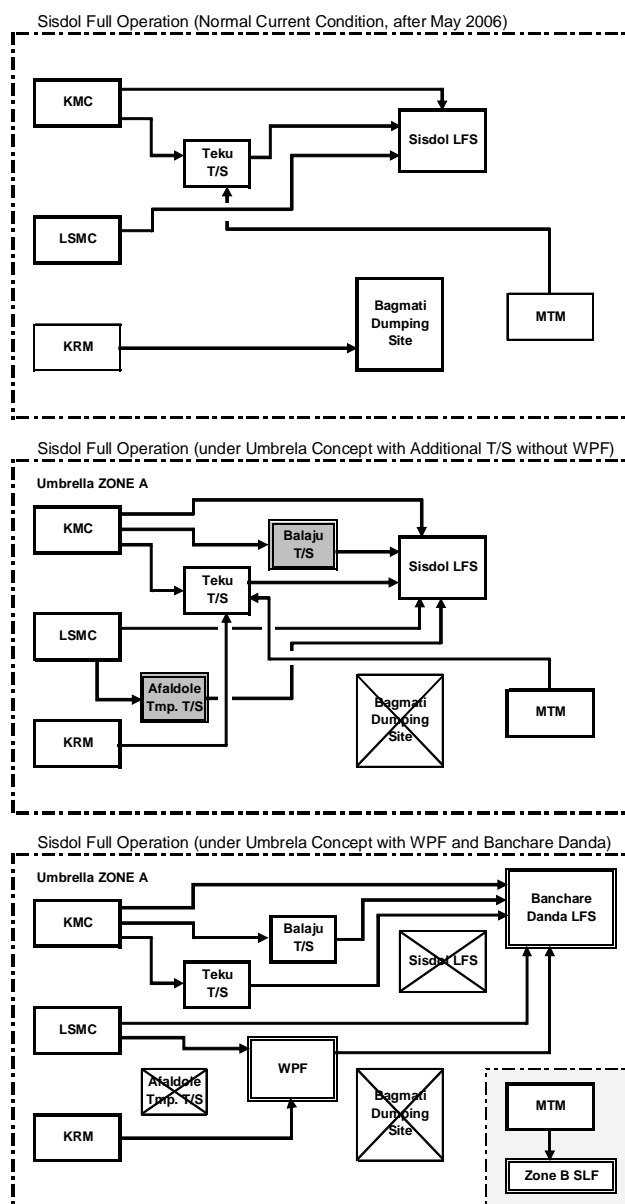 Sisdol Full Operation (Normal Current Condition, after May 2006)
KMC
Teku
T/S
Sisdol LFS
LSMC
Bagmati
Dumping
Site
MTM
KRM
Sisdol Full Operation (under Umbrela Concept with Additional T/S without WPF)
Umbrella ZONE A
KMC
Balaju
T/S
Sisdol LFS
Teku
T/S
LSMC
Afaldole
Tmp. T/S
Bagmati
Dumping
Site
MTM
KRM
Sisdol Full Operation (under Umbrela Concept with WPF and Banchare Danda)
Umbrella ZONE A
Banchare
Danda LFS
KMC
Balaju
T/S
Sisdol LFS
Teku
T/S
LSMC
WPF
Afaldole
Tmp. T/S
Bagmati
Dumping
Site
MTM
KRM
Zone B SLF